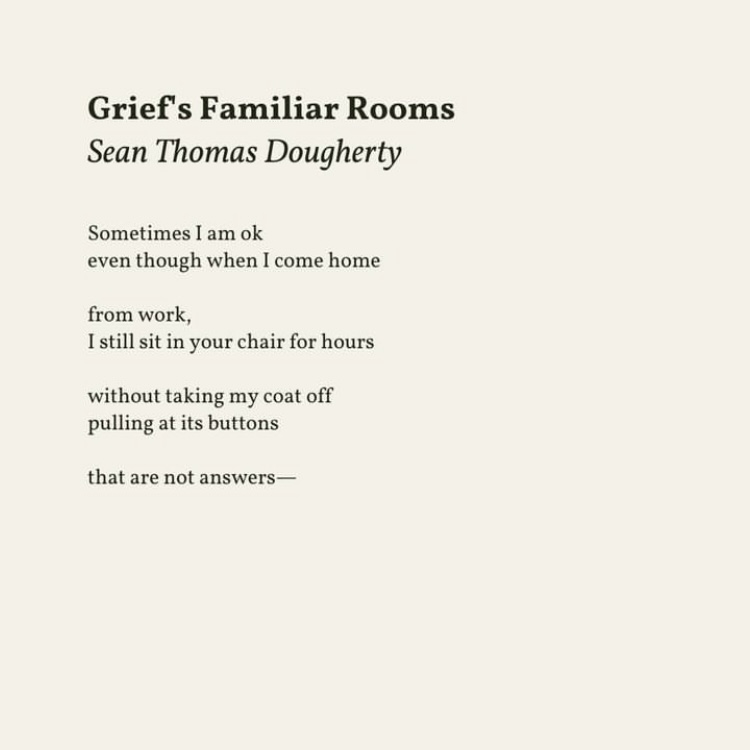 Grief's Familiar Rooms
Sean Thomas Dougherty
Sometimes I am ok
even though when I come home
from work,
I still sit in your chair for hours
without taking my coat off
pulling at its buttons
that are not answers—